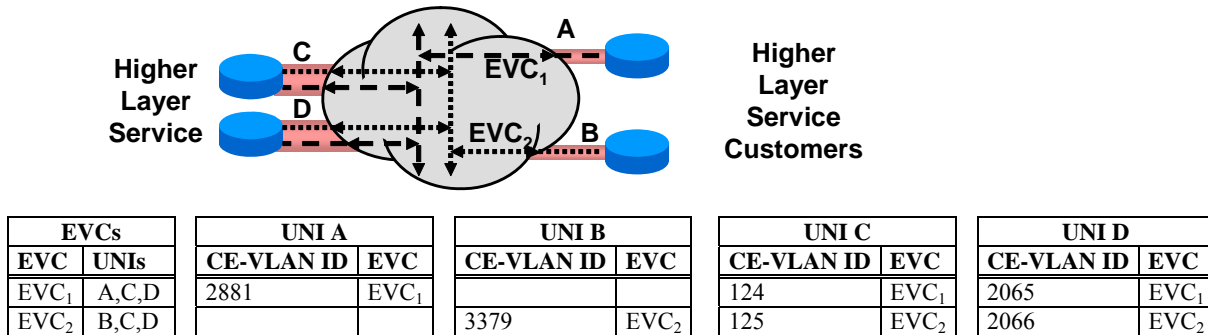 A
C
Higher
Layer
Service
Higher
Layer
Service
Customers
EVC1
D
EVC2
B
EVCs
EVC UNIs
EVC1 A,C,D
EVC2 B,C,D
UNI A
CE-VLAN ID EVC
2881 EVC1
UNI B
CE-VLAN ID EVC
3379 EVC2
UNI C
CE-VLAN ID EVC
124 EVC1
125 EVC2
UNI D
CE-VLAN ID EVC
2065 EVC1
2066 EVC2